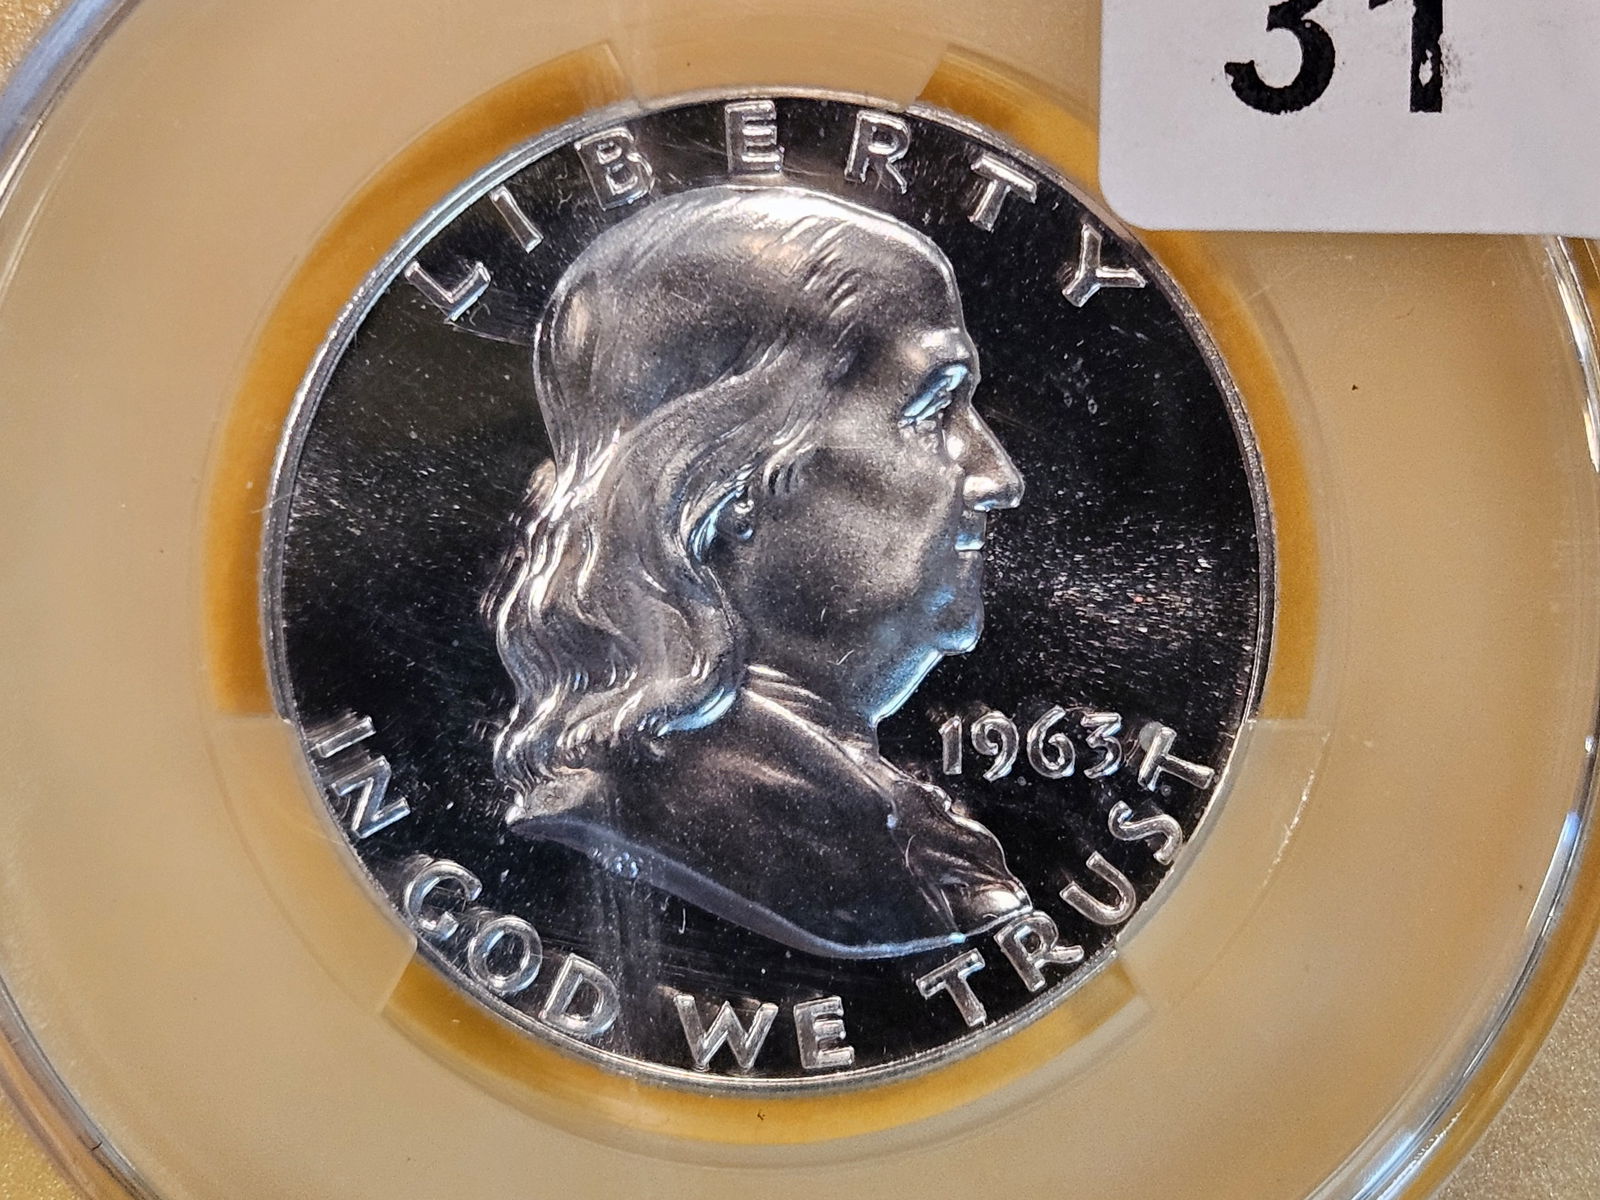 31
LIBERTY
1963
IN GOD WE TRUST